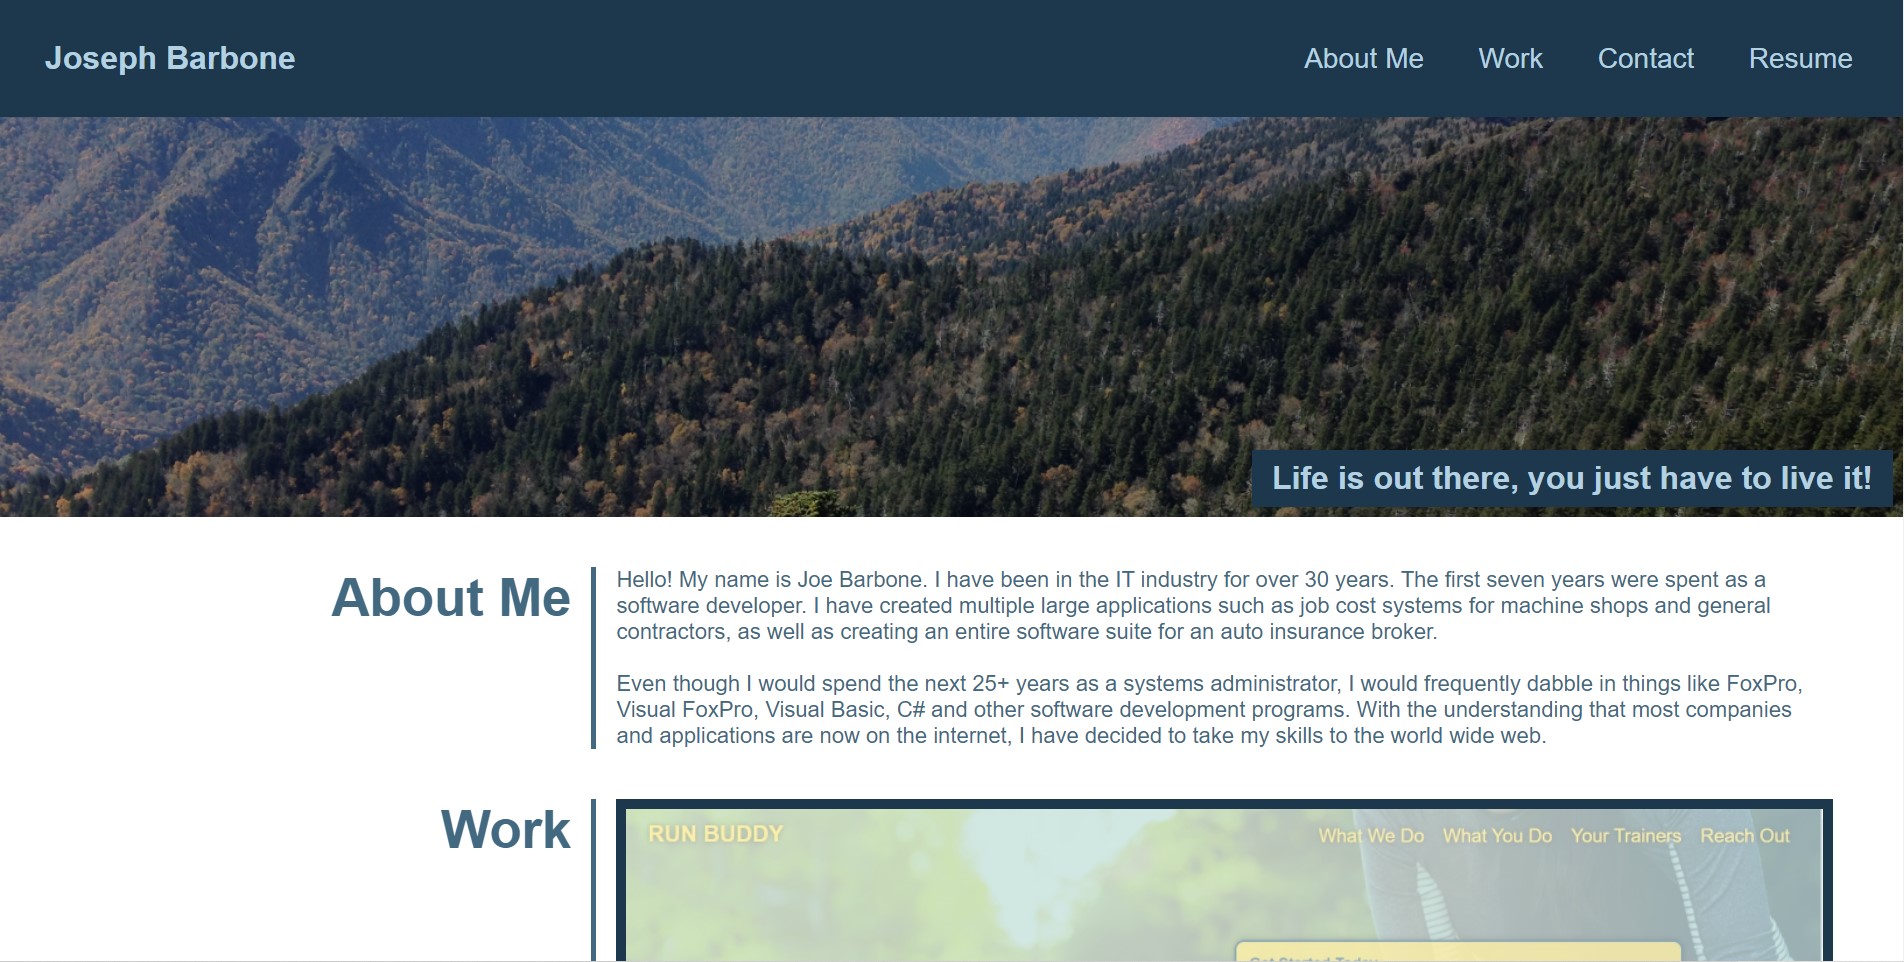 Joseph Barbone
About Me Work Contact Resume
Life is out there, you just have to live it!
About Me
Hello! My name is Joe Barbone. I have been in the IT industry for over 30 years. The first seven years were spent as a
software developer. I have created multiple large applications such as job cost systems for machine shops and general
contractors, as well as creating an entire software suite for an auto insurance broker.
Even though I would spend the next 25+ years as a systems administrator, I would frequently dabble in things like FoxPro,
Visual FoxPro, Visual Basic, C# and other software development programs. With the understanding that most companies
and applications are now on the internet, I have decided to take my skills to the world wide web.
Work
RUN BUDDY
What We Do What You Do Your Trainers Reach Out
Get Started Today